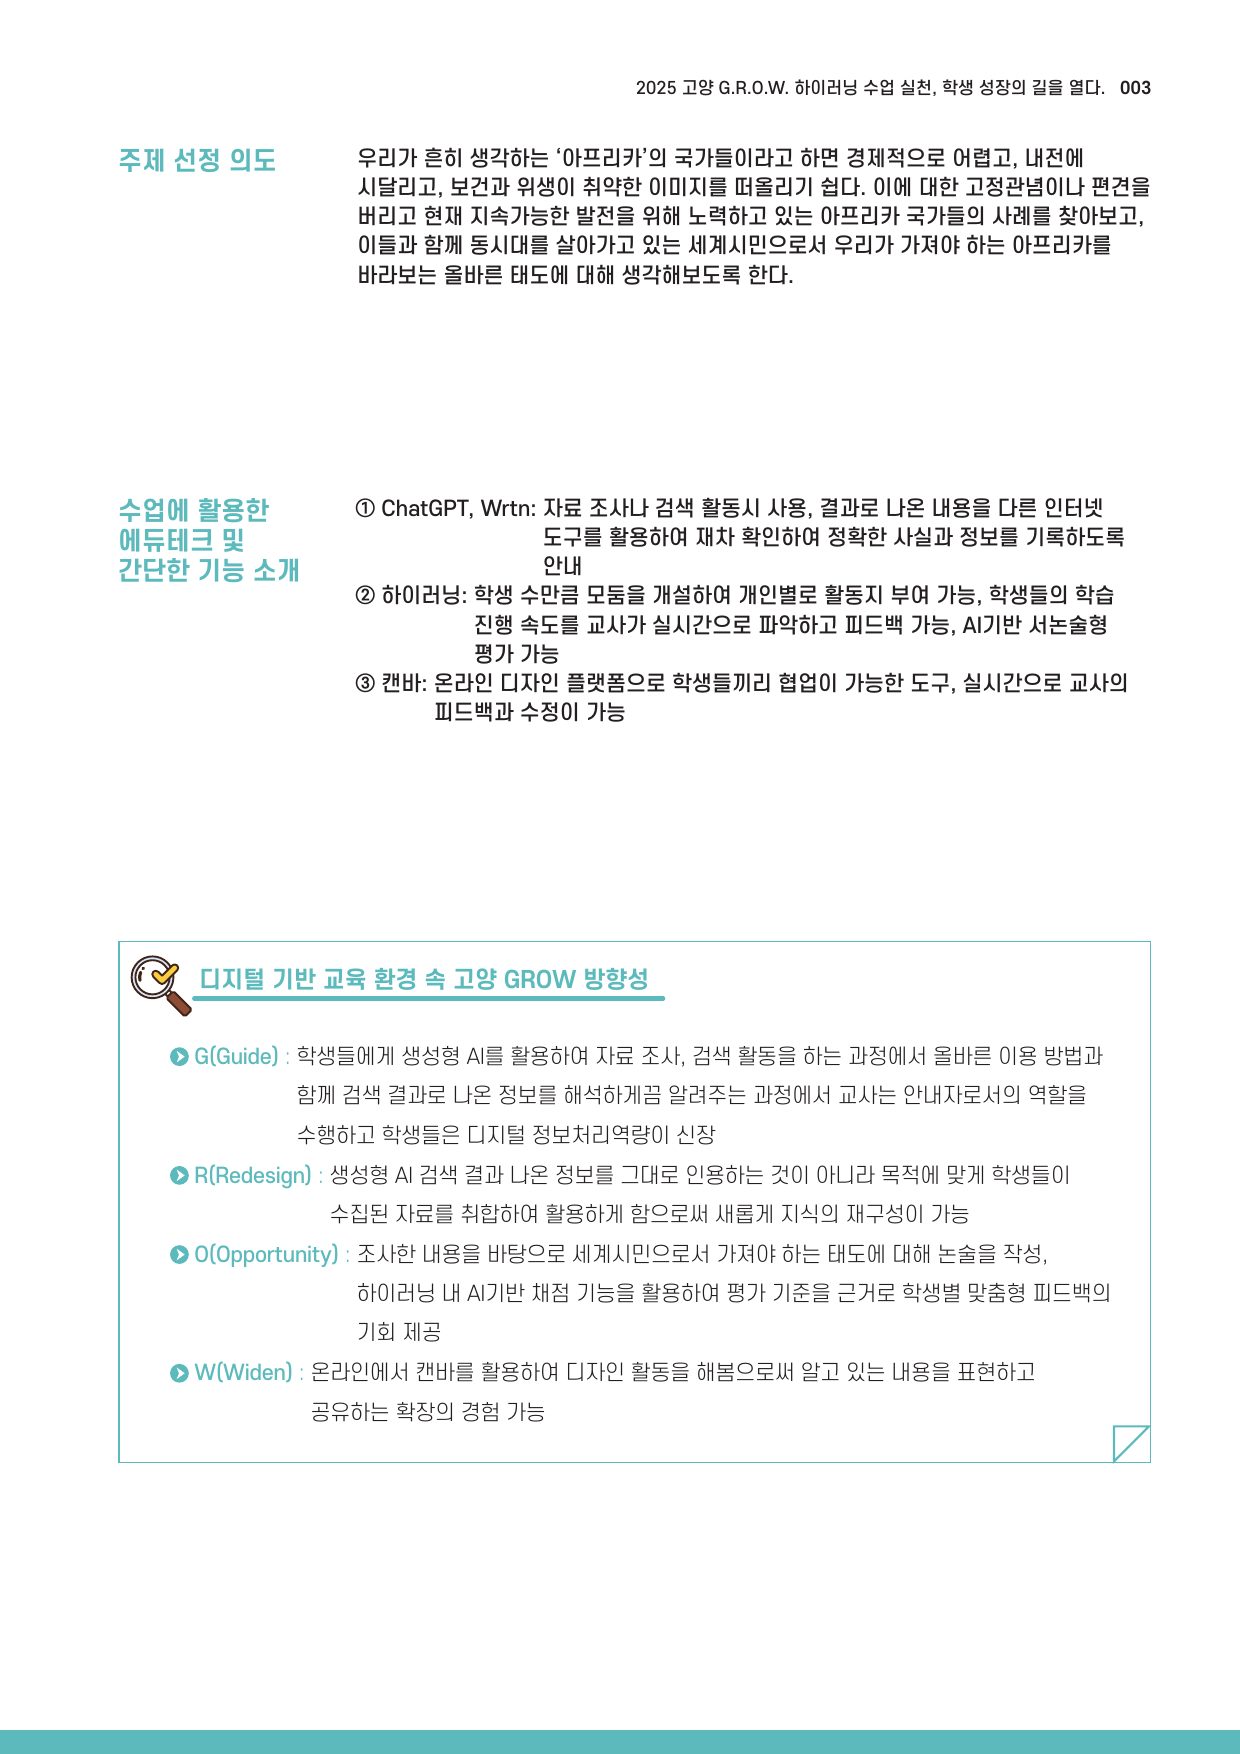 2025 고양 G.R.O.W. 하이러닝 수업 실천, 학생 성장의 길을 열다. 003
주제 선정 의도
우리가 흔히 생각하는 ‘아프리카’의 국가들이라고 하면 경제적으로 어렵고, 내전에
시달리고, 보건과 위생이 취약한 이미지를 떠올리기 쉽다. 이에 대한 고정관념이나 편견을
버리고 현재 지속가능한 발전을 위해 노력하고 있는 아프리카 국가들의 사례를 찾아보고,
이들과 함께 동시대를 살아가고 있는 세계시민으로서 우리가 가져야 하는 아프리카를
바라보는 올바른 태도에 대해 생각해보도록 한다.
수업에 활용한
에듀테크 및
간단한 기능 소개
① ChatGPT, Wrtn: 자료 조사나 검색 활동시 사용, 결과로 나온 내용을 다른 인터넷
도구를 활용하여 재차 확인하여 정확한 사실과 정보를 기록하도록
안내
② 하이러닝: 학생 수만큼 모둠을 개설하여 개인별로 활동지 부여 가능, 학생들의 학습
진행 속도를 교사가 실시간으로 파악하고 피드백 가능, AI기반 서논술형
평가 가능
③ 캔바: 온라인 디자인 플랫폼으로 학생들끼리 협업이 가능한 도구, 실시간으로 교사의
피드백과 수정이 가능
디지털 기반 교육 환경 속 고양 GROW 방향성
G(Guide) : 학생들에게 생성형 AI를 활용하여 자료 조사, 검색 활동을 하는 과정에서 올바른 이용 방법과
함께 검색 결과로 나온 정보를 해석하게끔 알려주는 과정에서 교사는 안내자로서의 역할을
수행하고 학생들은 디지털 정보처리역량이 신장
R(Redesign) : 생성형 AI 검색 결과 나온 정보를 그대로 인용하는 것이 아니라 목적에 맞게 학생들이
수집된 자료를 취합하여 활용하게 함으로써 새롭게 지식의 재구성이 가능
O(Opportunity) : 조사한 내용을 바탕으로 세계시민으로서 가져야 하는 태도에 대해 논술을 작성,
하이러닝 내 AI기반 채점 기능을 활용하여 평가 기준을 근거로 학생별 맞춤형 피드백의
기회 제공
W(Widen) : 온라인에서 캔바를 활용하여 디자인 활동을 해봄으로써 알고 있는 내용을 표현하고
공유하는 확장의 경험 가능